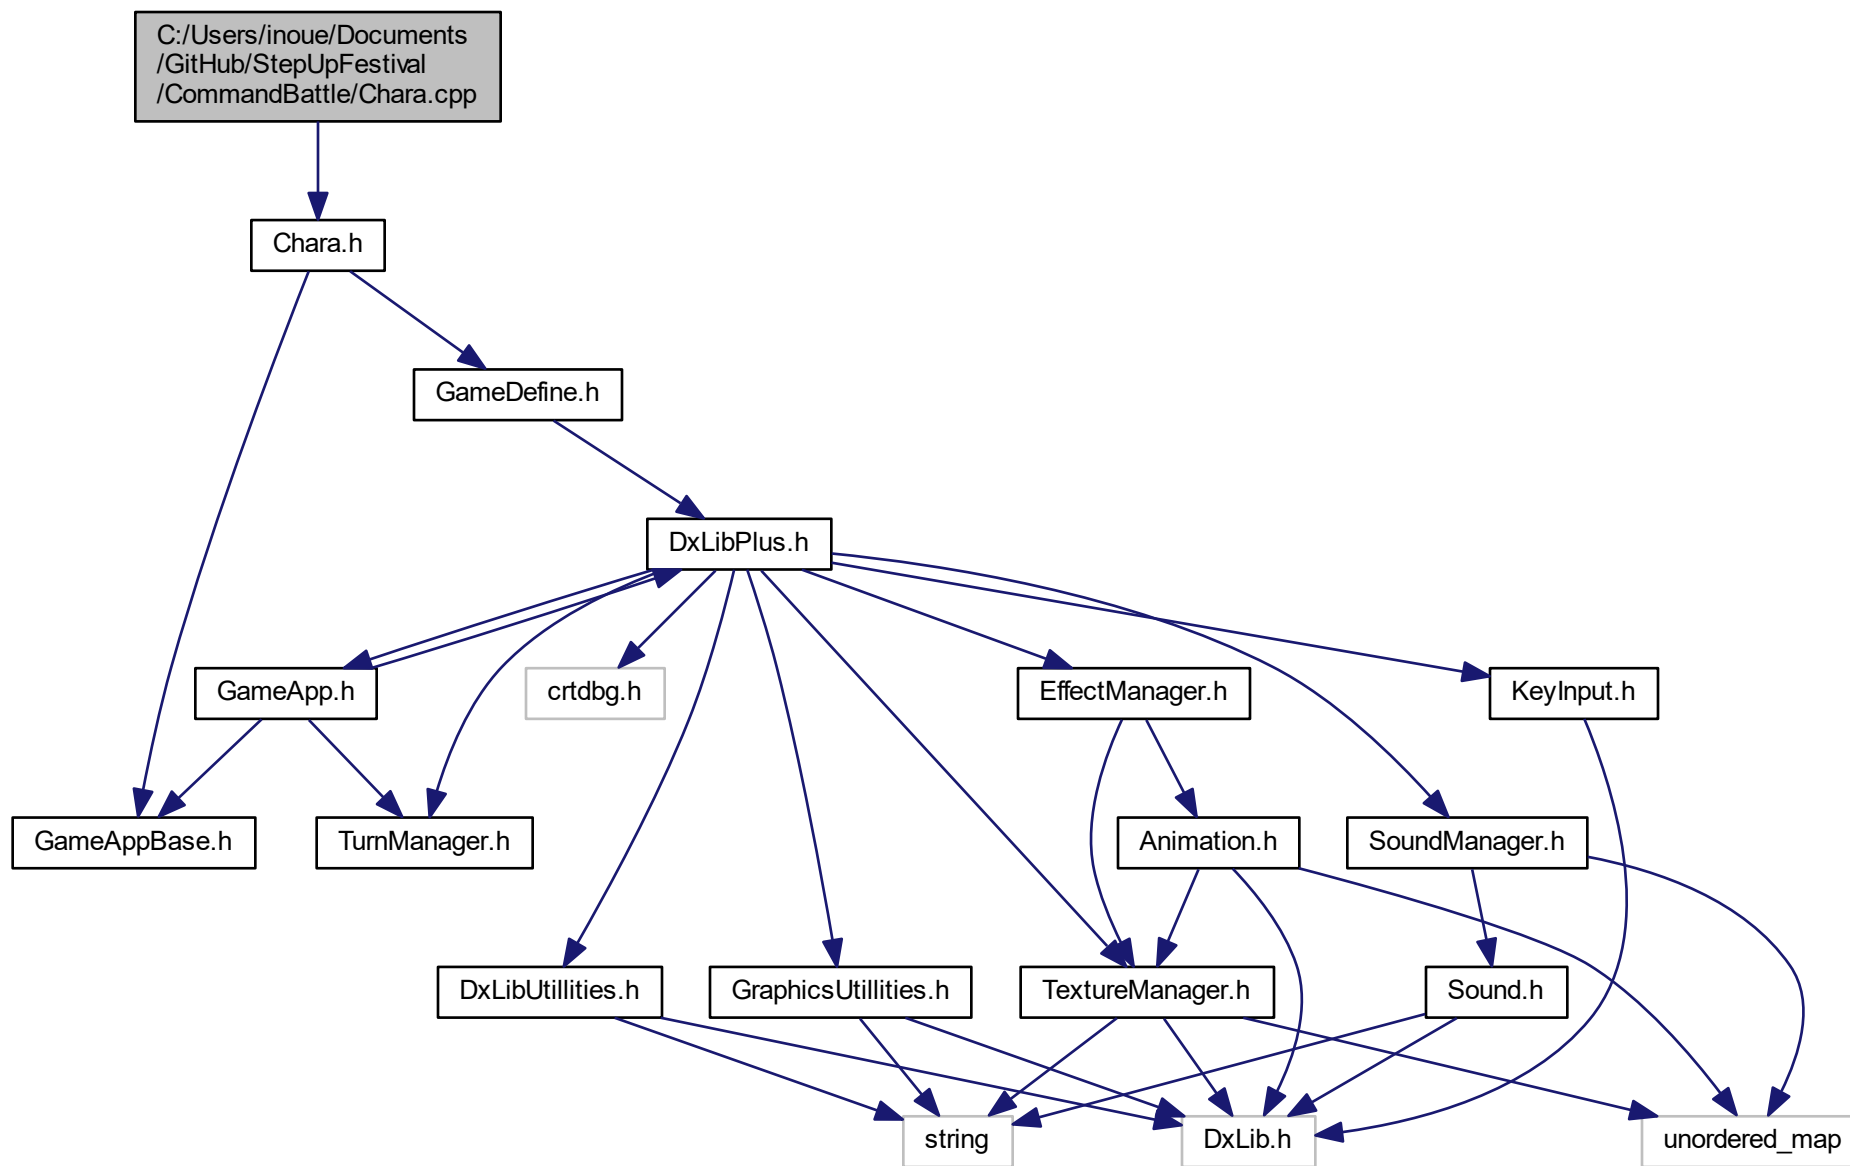 C:/Users/inoue/Documents
/GitHub/StepUpFestival
/CommandBattle/Chara.cpp
Chara.h
GameDefine.h
DxLibPlus.h
GameApp.h
crtdbg.h
EffectManager.h
KeyInput.h
GameAppBase.h
TurnManager.h
Animation.h
SoundManager.h
DxLibUtillities.h
GraphicsUtillities.h
TextureManager.h
Sound.h
string
DxLib.h
unordered_map